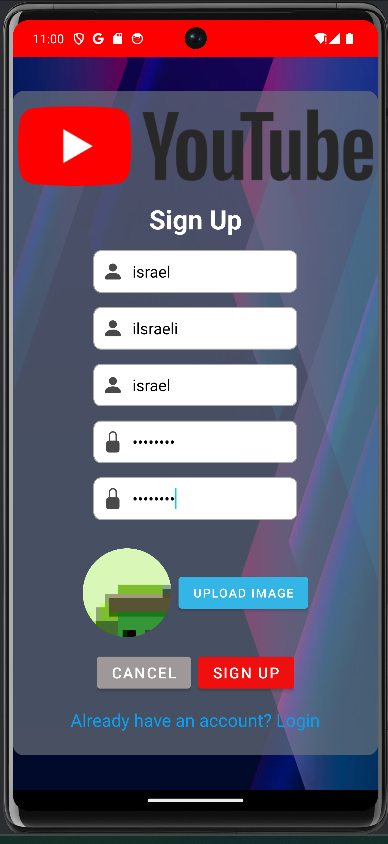 11:00
YouTube
Sign Up
israel
ilsraeli
israel
••••••••
••••••••
UPLOAD IMAGE
CANCEL SIGN UP
Already have an account? Login